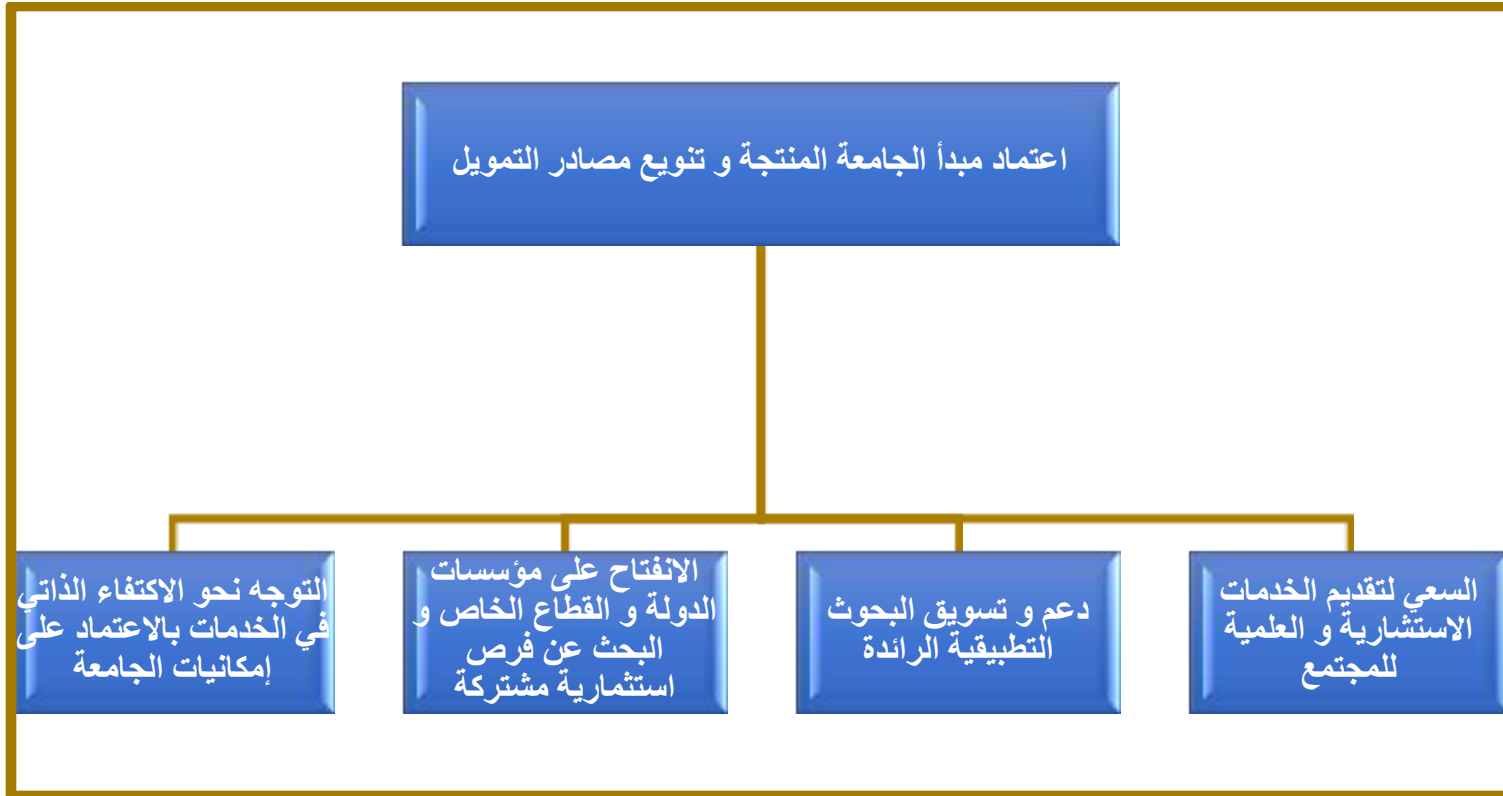 اعتماد مبدأ الجامعة المنتجة و تنويع مصادر التمويل
السعي لتقديم الخدمات
الاستشارية و العلمية
للمجتمع
دعم و تسويق البحوث
التطبيقية الرائدة
الانفتاح على مؤسسات
الدولة و القطاع الخاص و
البحث عن فرص
استثمارية مشتركة
التوجه نحو الاكتفاء الذاتي
في الخدمات بالاعتماد على
إمكانيات الجامعة